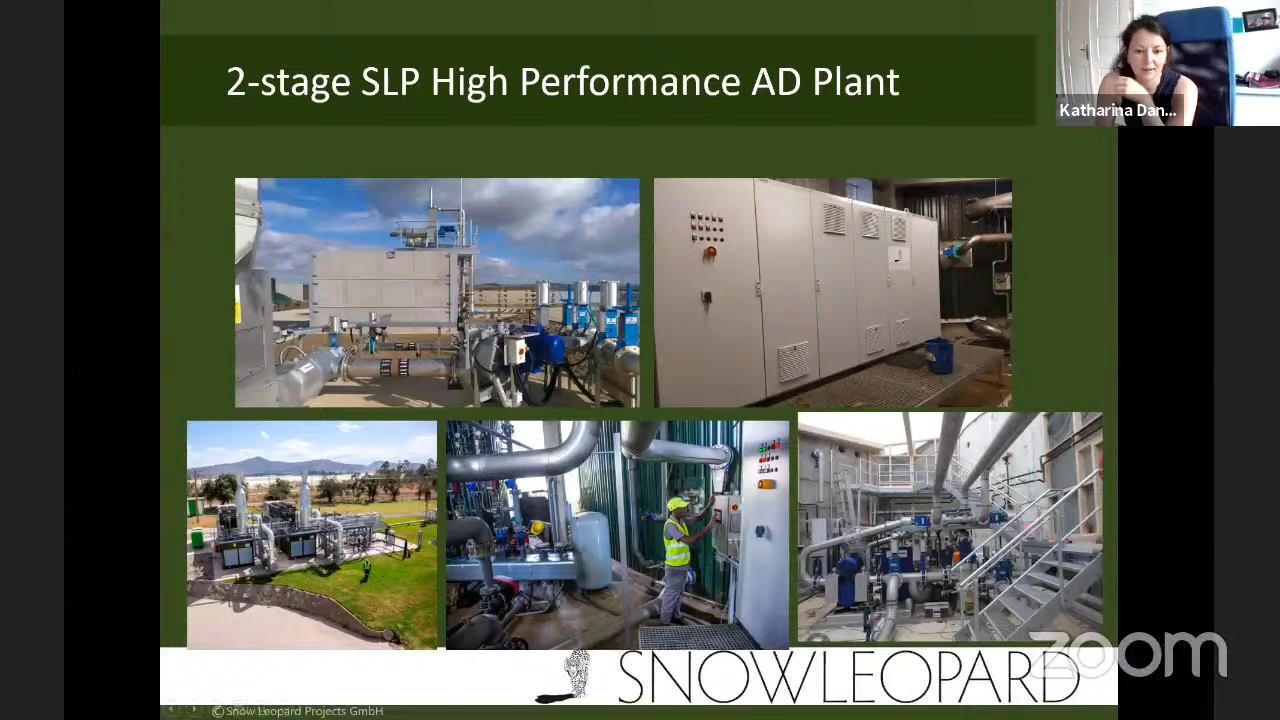 2-stage SLP High Performance AD Plant
Katharina Dan...
SNOWLEOPARD
zoom
©Snow Leopard Projects GmbH